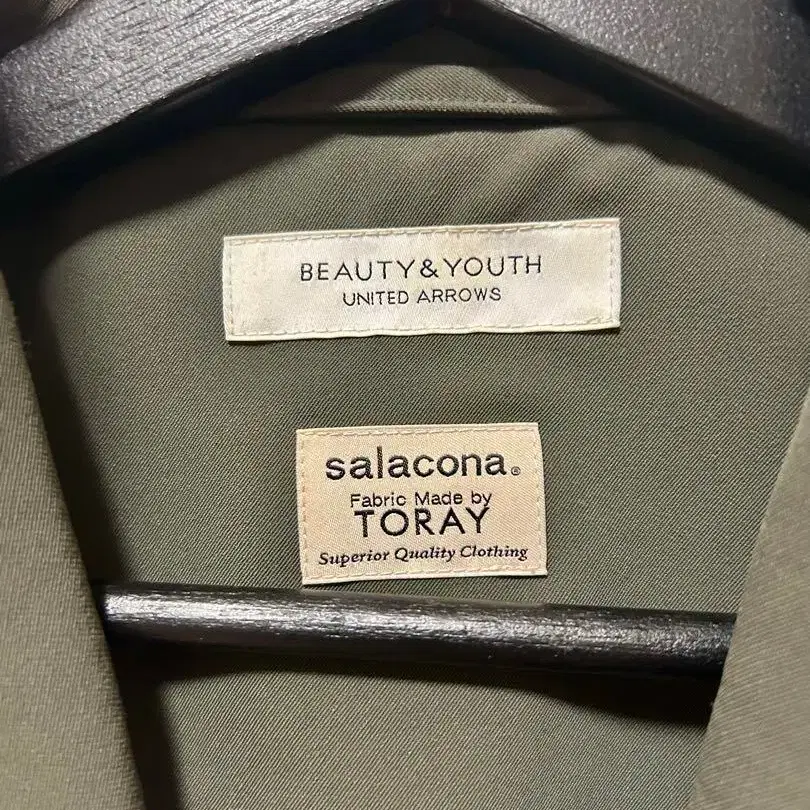 BEAUTY&YOUTH
UNITED ARROWS
salacona®
Fabric Made by
TORAY
Superior Quality Clothing